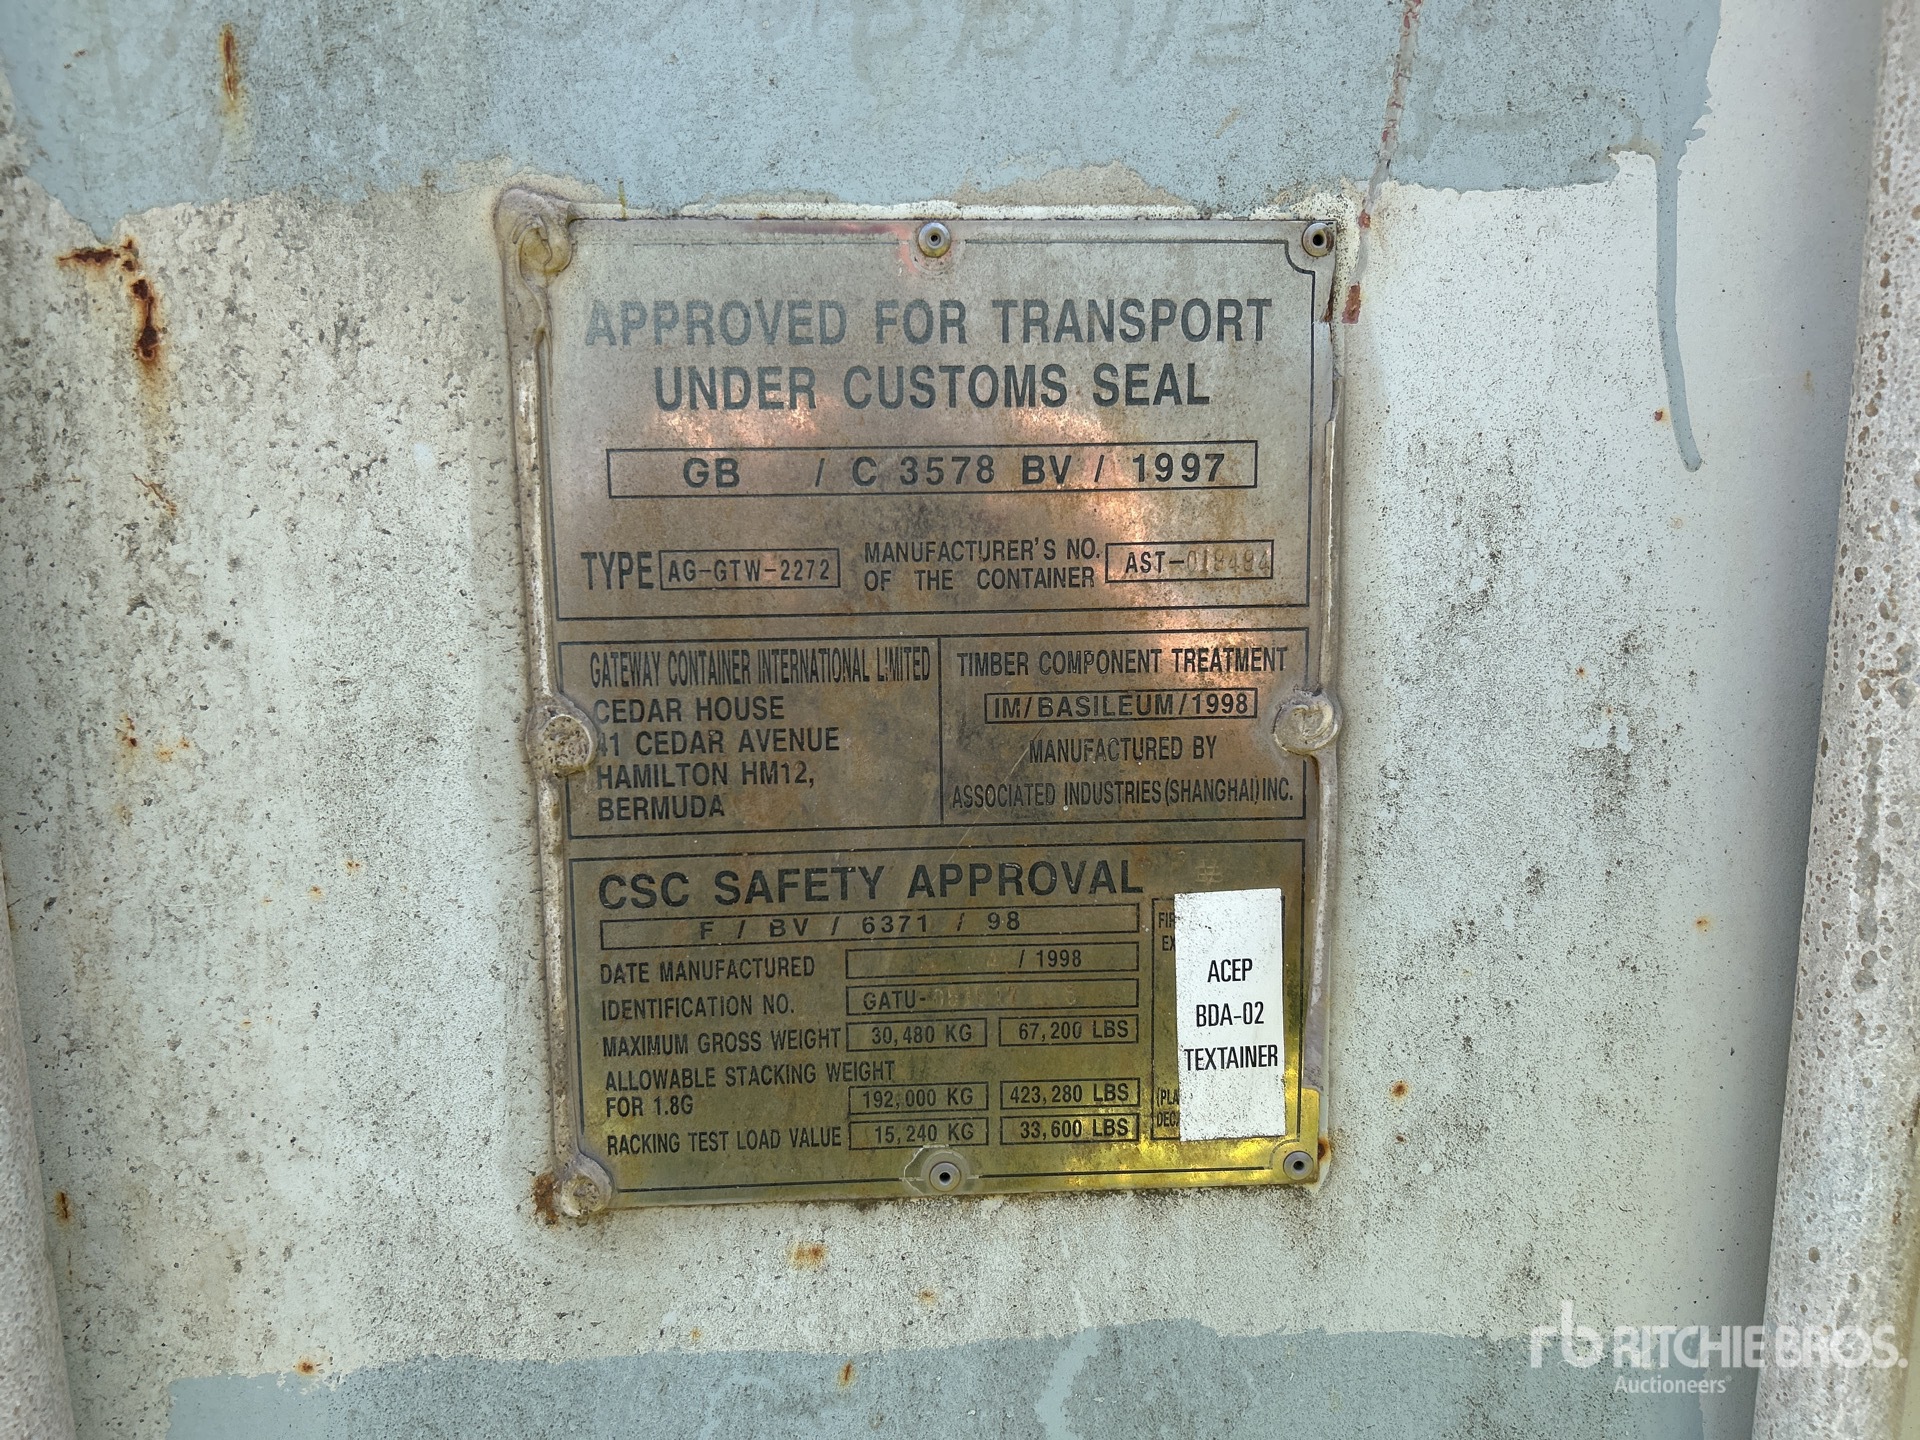 APPROVED FOR TRANSPORT
UNDER CUSTOMS SEAL
GB / C 3578 BV / 1997
TYPE AG-GTW-2272
MANUFACTURER'S NO.
OF THE CONTAINER
AST-
GATEWAY CONTAINER INTERNATIONAL LIMITED
CEDAR HOUSE
41 CEDAR AVENUE
HAMILTON HM12,
BERMUDA
TIMBER COMPONENT TREATMENT
IM/BASILEUM/1998
MANUFACTURED BY
ASSOCIATED INDUSTRIES(SHANGHAI)INC.
CSC SAFETY APPROVAL
F / BV / 6371 / 98
DATE MANUFACTURED / 1998
IDENTIFICATION NO. GATU-
MAXIMUM GROSS WEIGHT 30,480 KG 67,200 LBS
ALLOWABLE STACKING WEIGHT
FOR 1.8G 192,000 KG 423,280 LBS
RACKING TEST LOAD VALUE 15,240 KG 33,600 LBS
ACEP
BDA-02
TEXTAINER
rb RITCHIE BROS.
Auctioneers